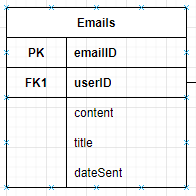 Emails
PK emailID
FK1 userID
content
title
dateSent